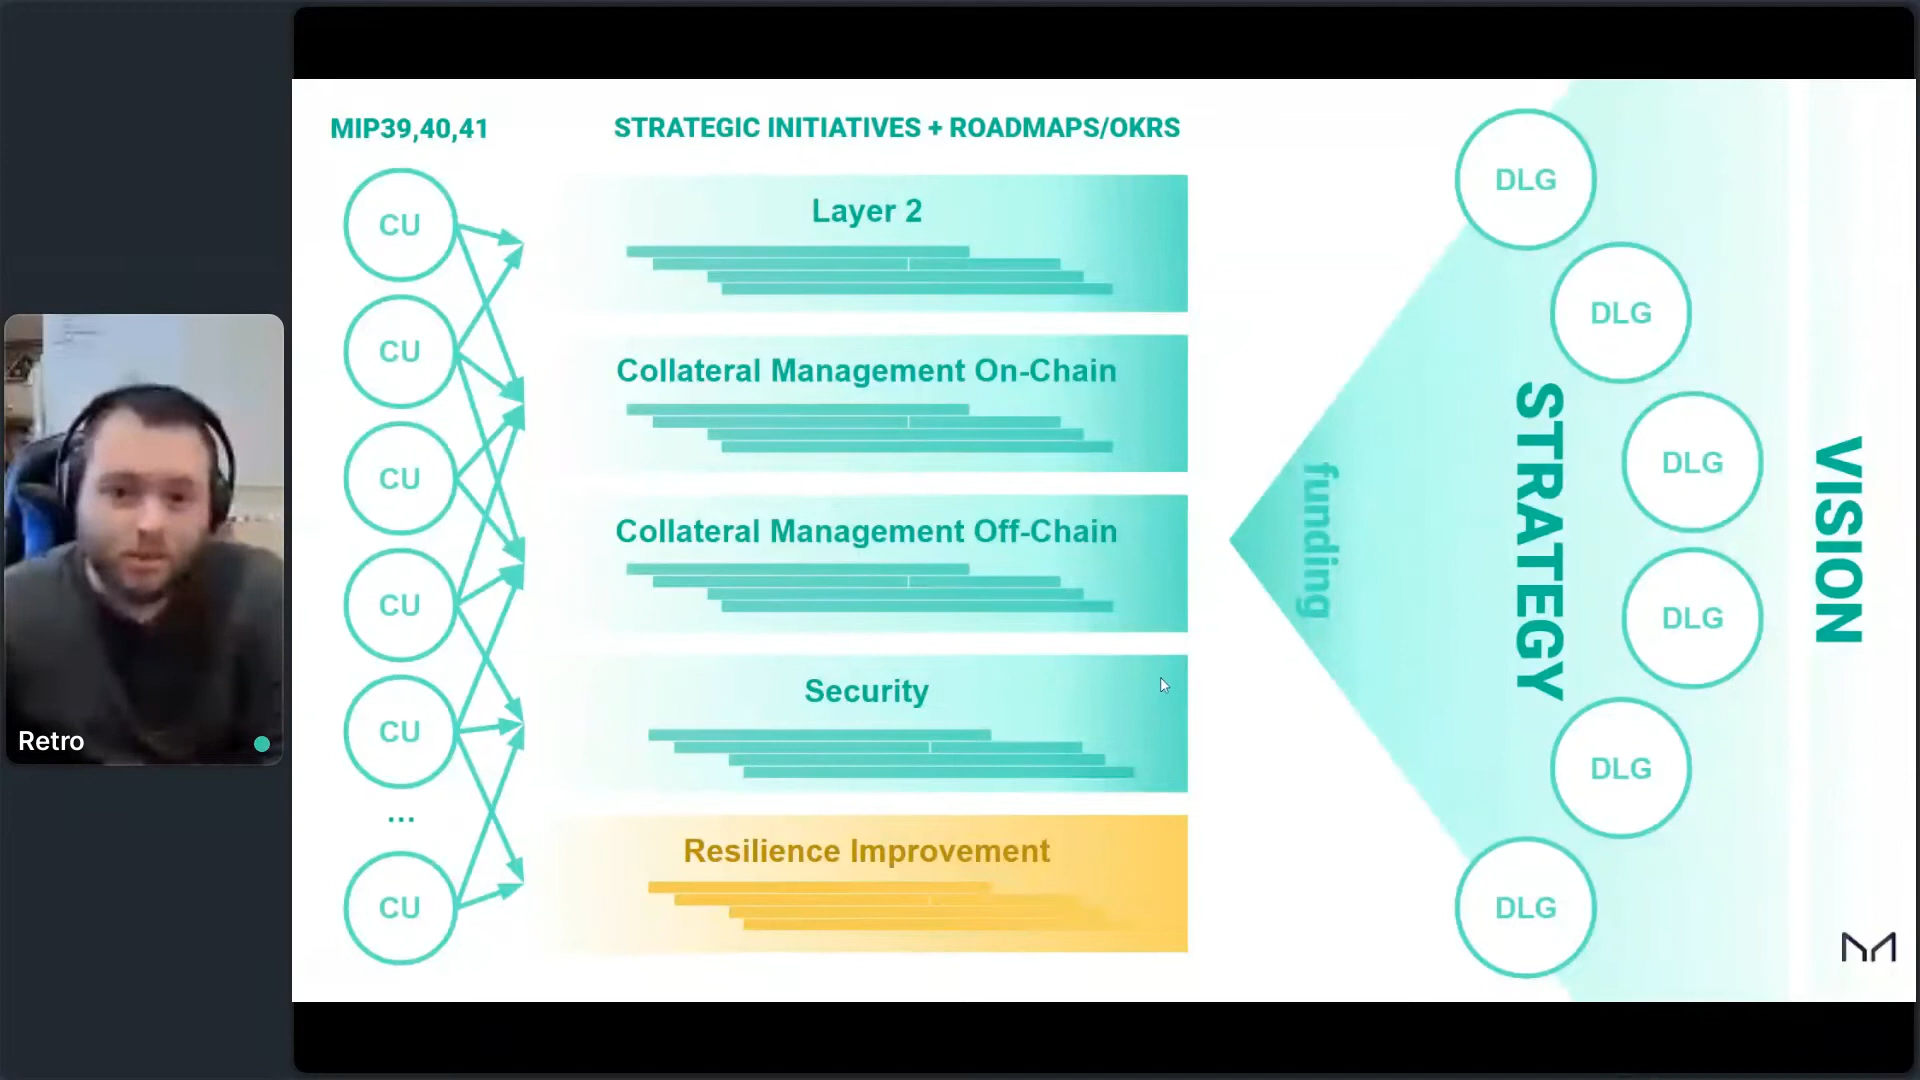 MIP39,40,41
STRATEGIC INITIATIVES + ROADMAPS/OKRS
CU
CU
CU
CU
CU
...
CU
Layer 2
Collateral Management On-Chain
Collateral Management Off-Chain
Security
Resilience Improvement
funding
STRATEGY
DLG
DLG
DLG
DLG
DLG
DLG
VISION
Retro